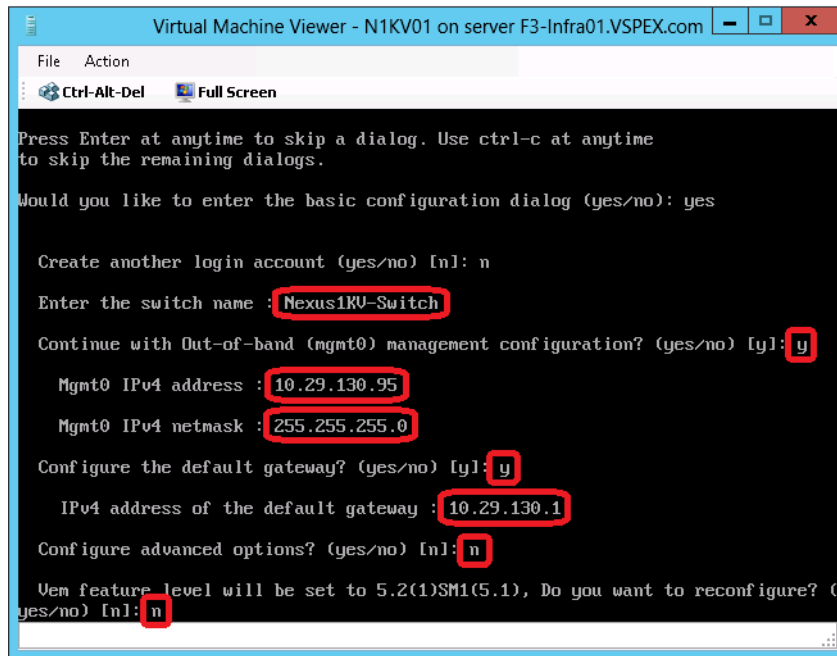 Virtual Machine Viewer - N1KV01 on server F3-Infra01.VSPEX.com
File Action
Ctrl-Alt-Del Full Screen
Press Enter at anytime to skip a dialog. Use ctrl-c at anytime
to skip the remaining dialogs.
Would you like to enter the basic configuration dialog (yes/no): yes
Create another login account (yes/no) [n]: n
Enter the switch name : Nexus1KV-Switch
Continue with Out-of-band (mgmt0) management configuration? (yes/no) [y]: y
Mgmt0 IPv4 address : 10.29.130.95
Mgmt0 IPv4 netmask : 255.255.255.0
Configure the default gateway? (yes/no) [y]: y
IPv4 address of the default gateway : 10.29.130.1
Configure advanced options? (yes/no) [n]: n
Vem feature level will be set to 5.2(1)SM1(5.1), Do you want to reconfigure? (
yes/no) [n]: n